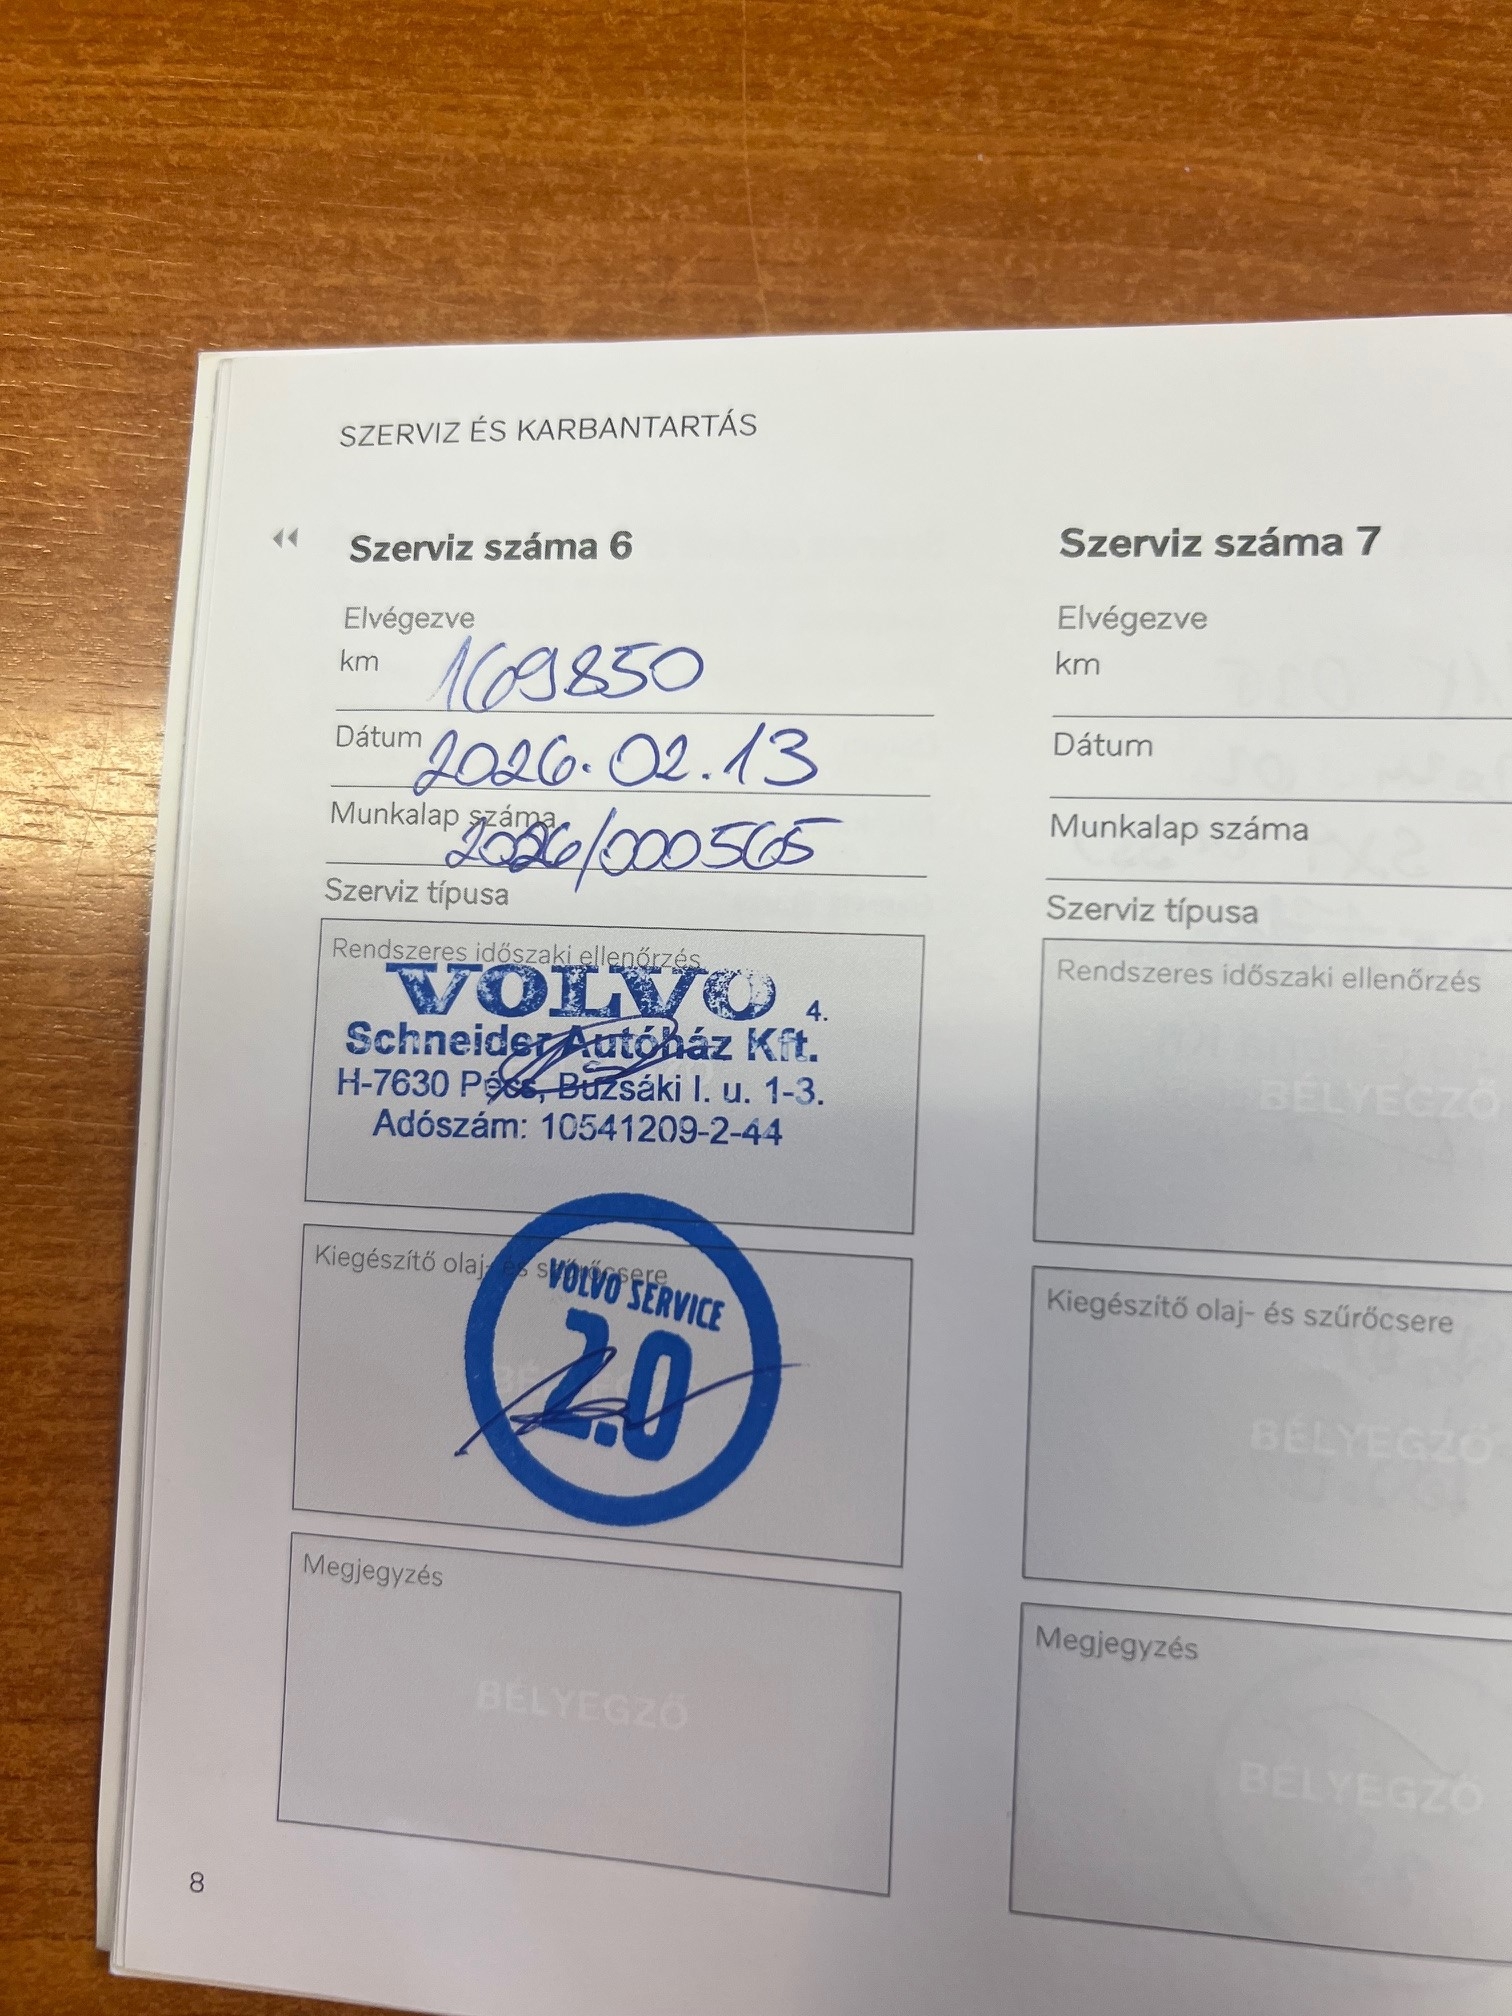 SZERVIZ ÉS KARBANTARTÁS
Szerviz száma 6
Elvégezve
km 169850
Dátum 2026.02.13
Munkalap száma 2026/000565
Szerviz típusa
Rendszeres időszaki ellenőrzés
VOLVO 4.
Schneider Autóház Kft.
H-7630 Pécs, Buzsáki I. u. 1-3.
Adószám: 10541209-2-44
Kiegészítő olaj- és szűrőcsere
VOLVO SERVICE
2.0
Megjegyzés
BÉLYEGZŐ
8
Szerviz száma 7
Elvégezve
km
Dátum
Munkalap száma
Szerviz típusa
Rendszeres időszaki ellenőrzés
BÉLYEGZŐ
Kiegészítő olaj- és szűrőcsere
BÉLYEGZŐ
Megjegyzés
BÉLYEGZŐ